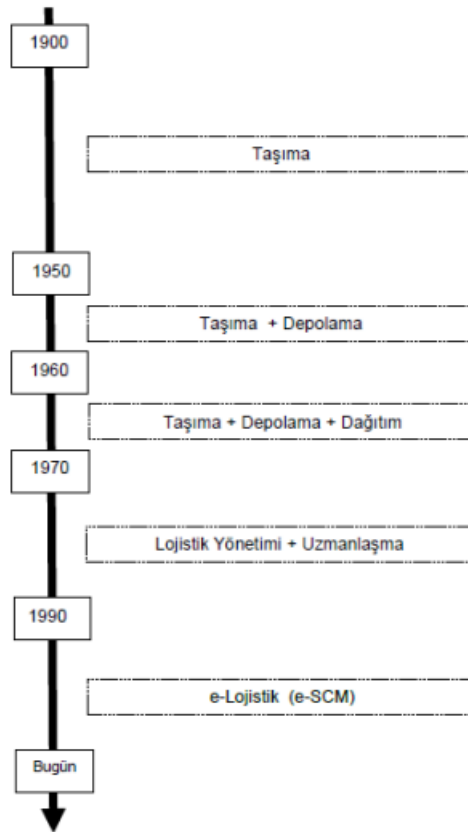 1900
Taşıma
1950
Taşıma + Depolama
1960
Taşıma + Depolama + Dağıtım
1970
Lojistik Yönetimi + Uzmanlaşma
1990
e-Lojistik (e-SCM)
Bugün